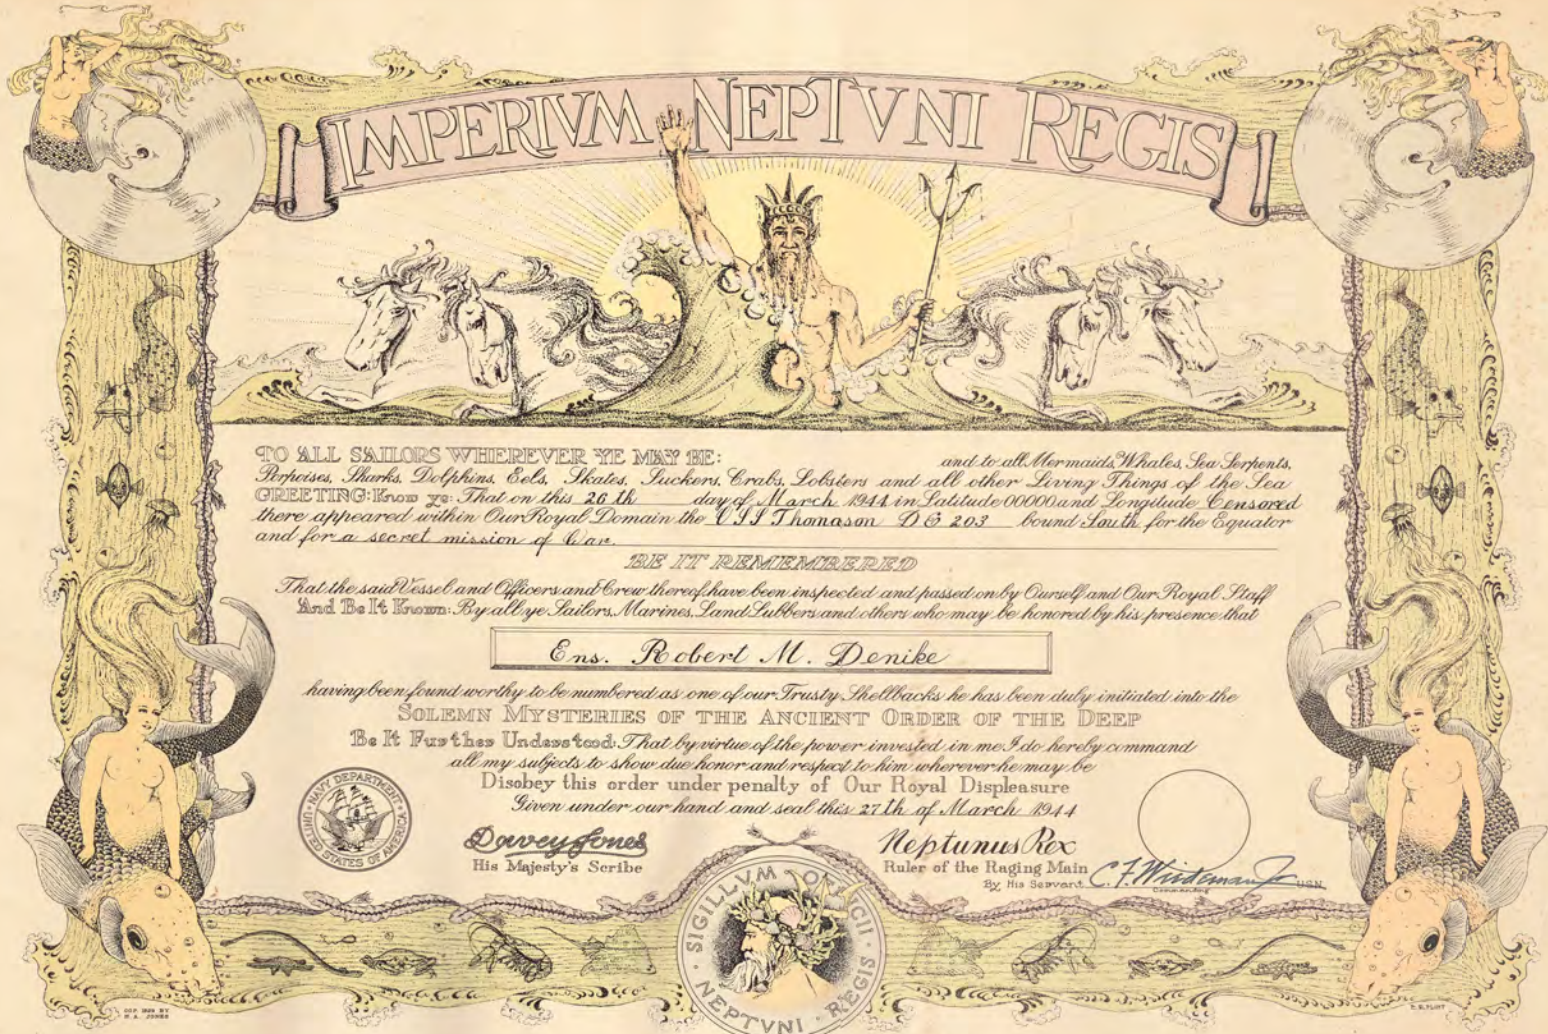 IMPERIVM NEPTVNI REGIS
TO ALL SAILORS WHEREVER YE MAY BE: and to all Mermaids, Whales, Sea Serpents,
Porpoises, Sharks, Dolphins, Eels, Skates, Suckers, Crabs, Lobsters and all other Living Things of the Sea
GREETING: Know ye: That on this 26th day of March 1944 in Latitude 00000 and Longitude Censored
there appeared within Our Royal Domain the USS Thomason DE 203 bound South for the Equator
and for a secret mission of War.
BE IT REMEMBERED
That the said Vessel and Officers and Crew thereof have been inspected and passed on by Ourself and Our Royal Staff
And Be It Known: By all ye Sailors, Marines, Land Lubbers and others who may be honored by his presence that
Ens. Robert M. Denike
having been found worthy to be numbered as one of our Trusty Shellbacks he has been duly initiated into the
SOLEMN MYSTERIES OF THE ANCIENT ORDER OF THE DEEP
Be It Further Understood: That by virtue of the power invested in me I do hereby command
all my subjects to show due honor and respect to him wherever he may be
Disobey this order under penalty of Our Royal Displeasure
Given under our hand and seal this 27th of March 1944
NAVY DEPARTMENT
UNITED STATES OF AMERICA
Davey Jones
His Majesty's Scribe
Neptunus Rex
Ruler of the Raging Main
By His Servant
Commanding
USN
SIGILLVM
NEPTVNI REGIS